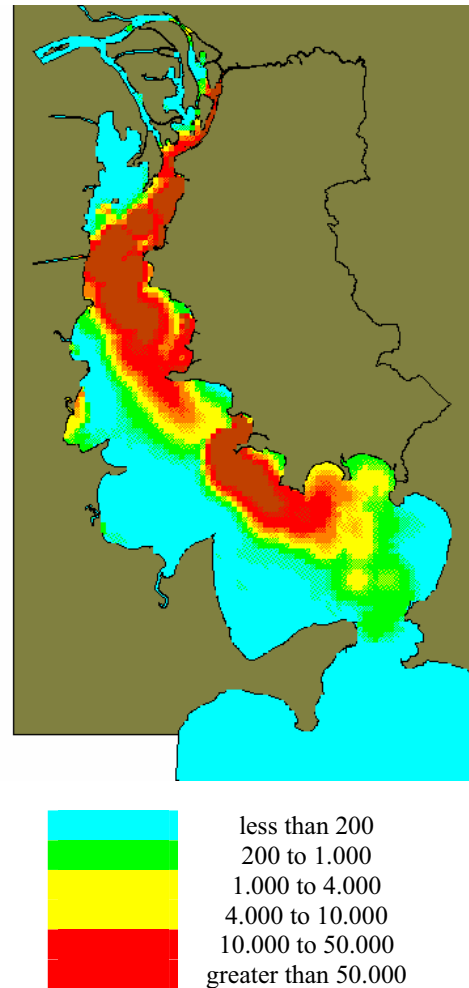 less than 200
200 to 1.000
1.000 to 4.000
4.000 to 10.000
10.000 to 50.000
greater than 50.000